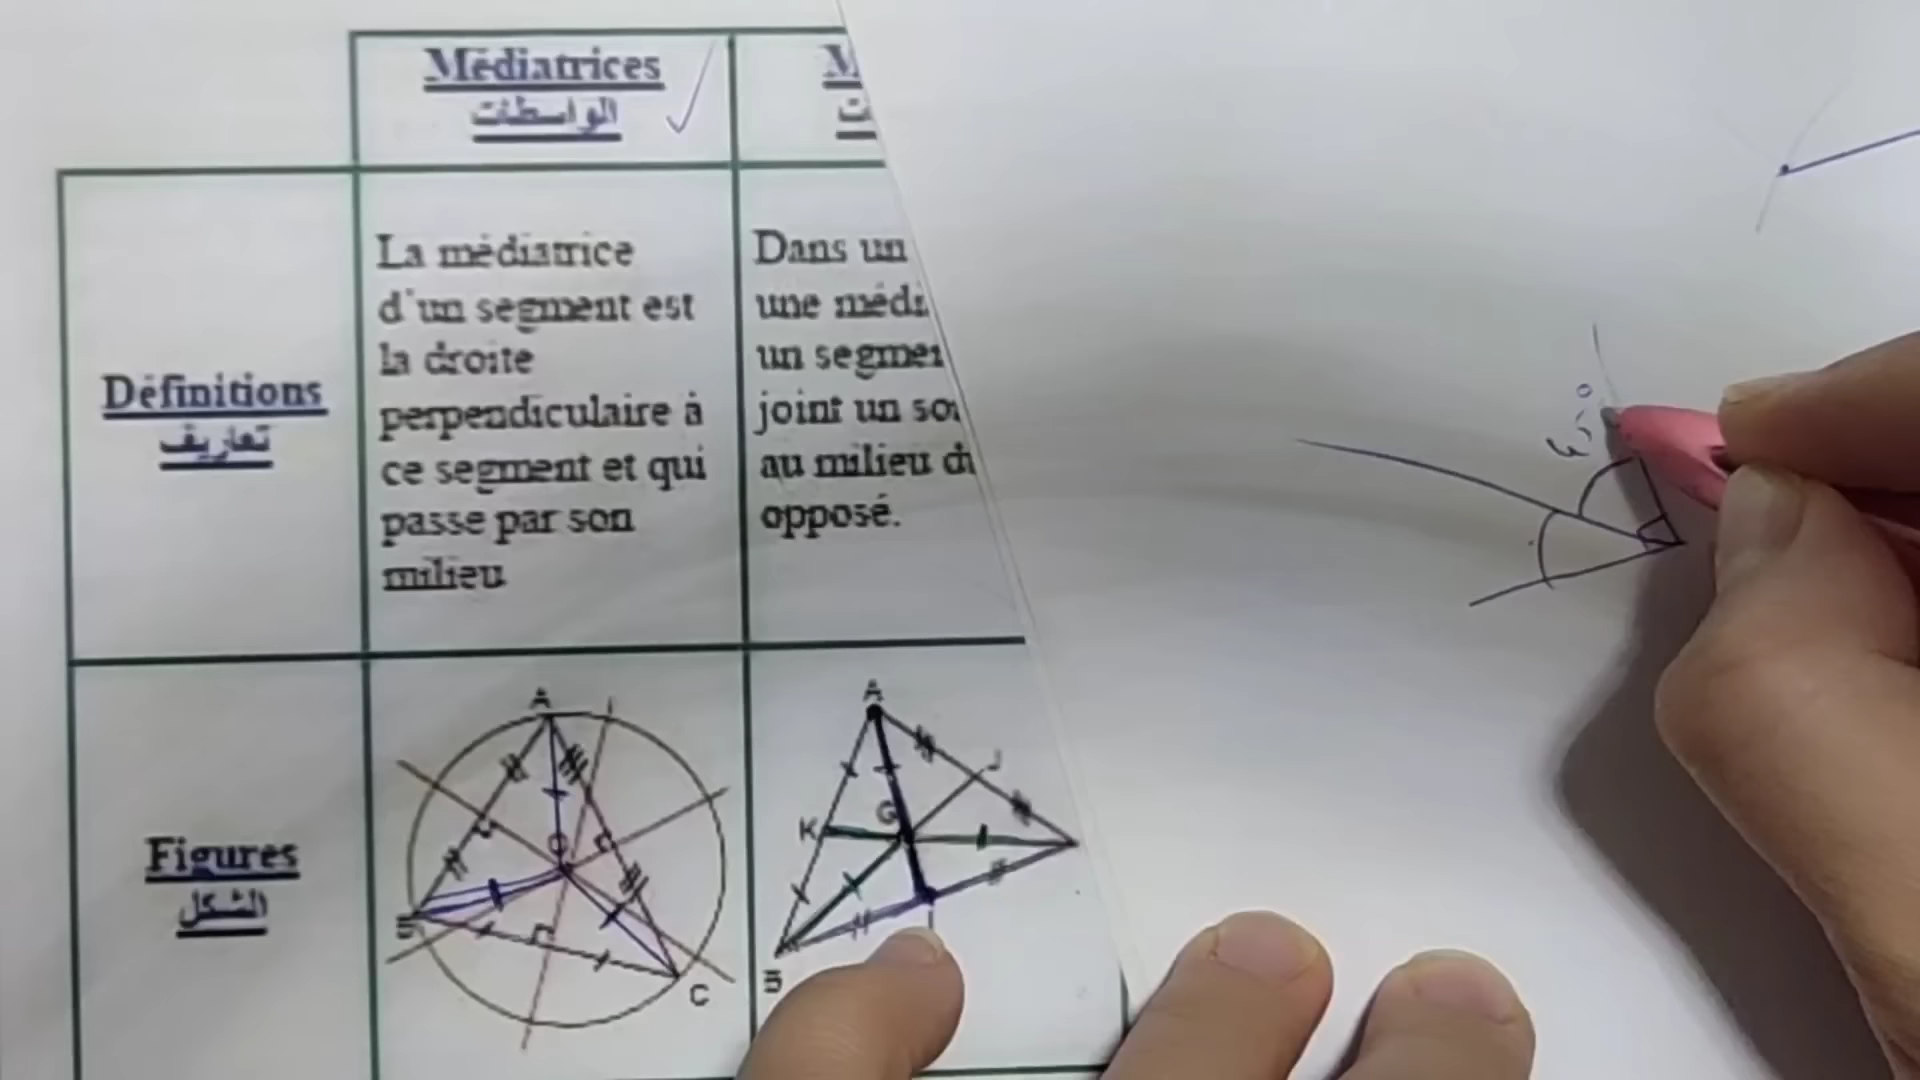 Médiatrices
الواسطات
Définitions
تعاريف
La médiatrice
d'un segment est
la droite
perpendiculaire à
ce segment et qui
passe par son
milieu
Dans un
une médi
un segmen
joint un so
au milieu d
opposé.
Figures
الشكل
A
O
B
C
A
J
K
G
I
B